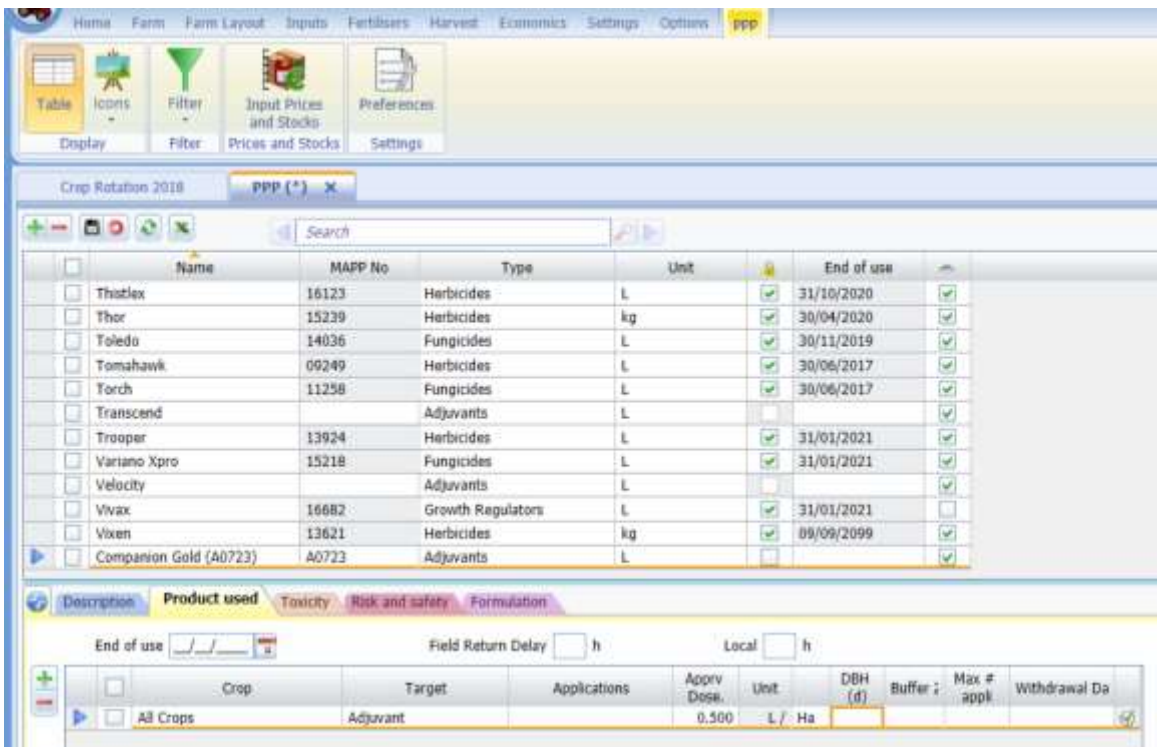 Home Farm Farm Layout Inputs Fertilisers Harvest Economics Settings Options PPP
Table Icons Filter Input Prices and Stocks Preferences
Display Filter Prices and Stocks Settings
Crop Rotation 2018 PPP (*)
Search
Name MAPP No Type Unit End of use
Thistlex 16123 Herbicides L 31/10/2020
Thor 15239 Herbicides kg 30/04/2020
Toledo 14036 Fungicides L 30/11/2019
Tomahawk 09249 Herbicides L 30/06/2017
Torch 11258 Fungicides L 30/06/2017
Transcend Adjuvants L
Trooper 13924 Herbicides L 31/01/2021
Variano Xpro 15218 Fungicides L 31/01/2021
Velocity Adjuvants L
Vivax 16682 Growth Regulators L 31/01/2021
Vixen 13621 Herbicides kg 09/09/2099
Companion Gold (A0723) A0723 Adjuvants L
Description Product used Toxicity Risk and safety Formulation
End of use __/__/____ Field Return Delay h Local h
Crop Target Applications Apprv Dose. Unit DBH (d) Buffer Max # appli Withdrawal Da
All Crops Adjuvant 0.500 L / Ha